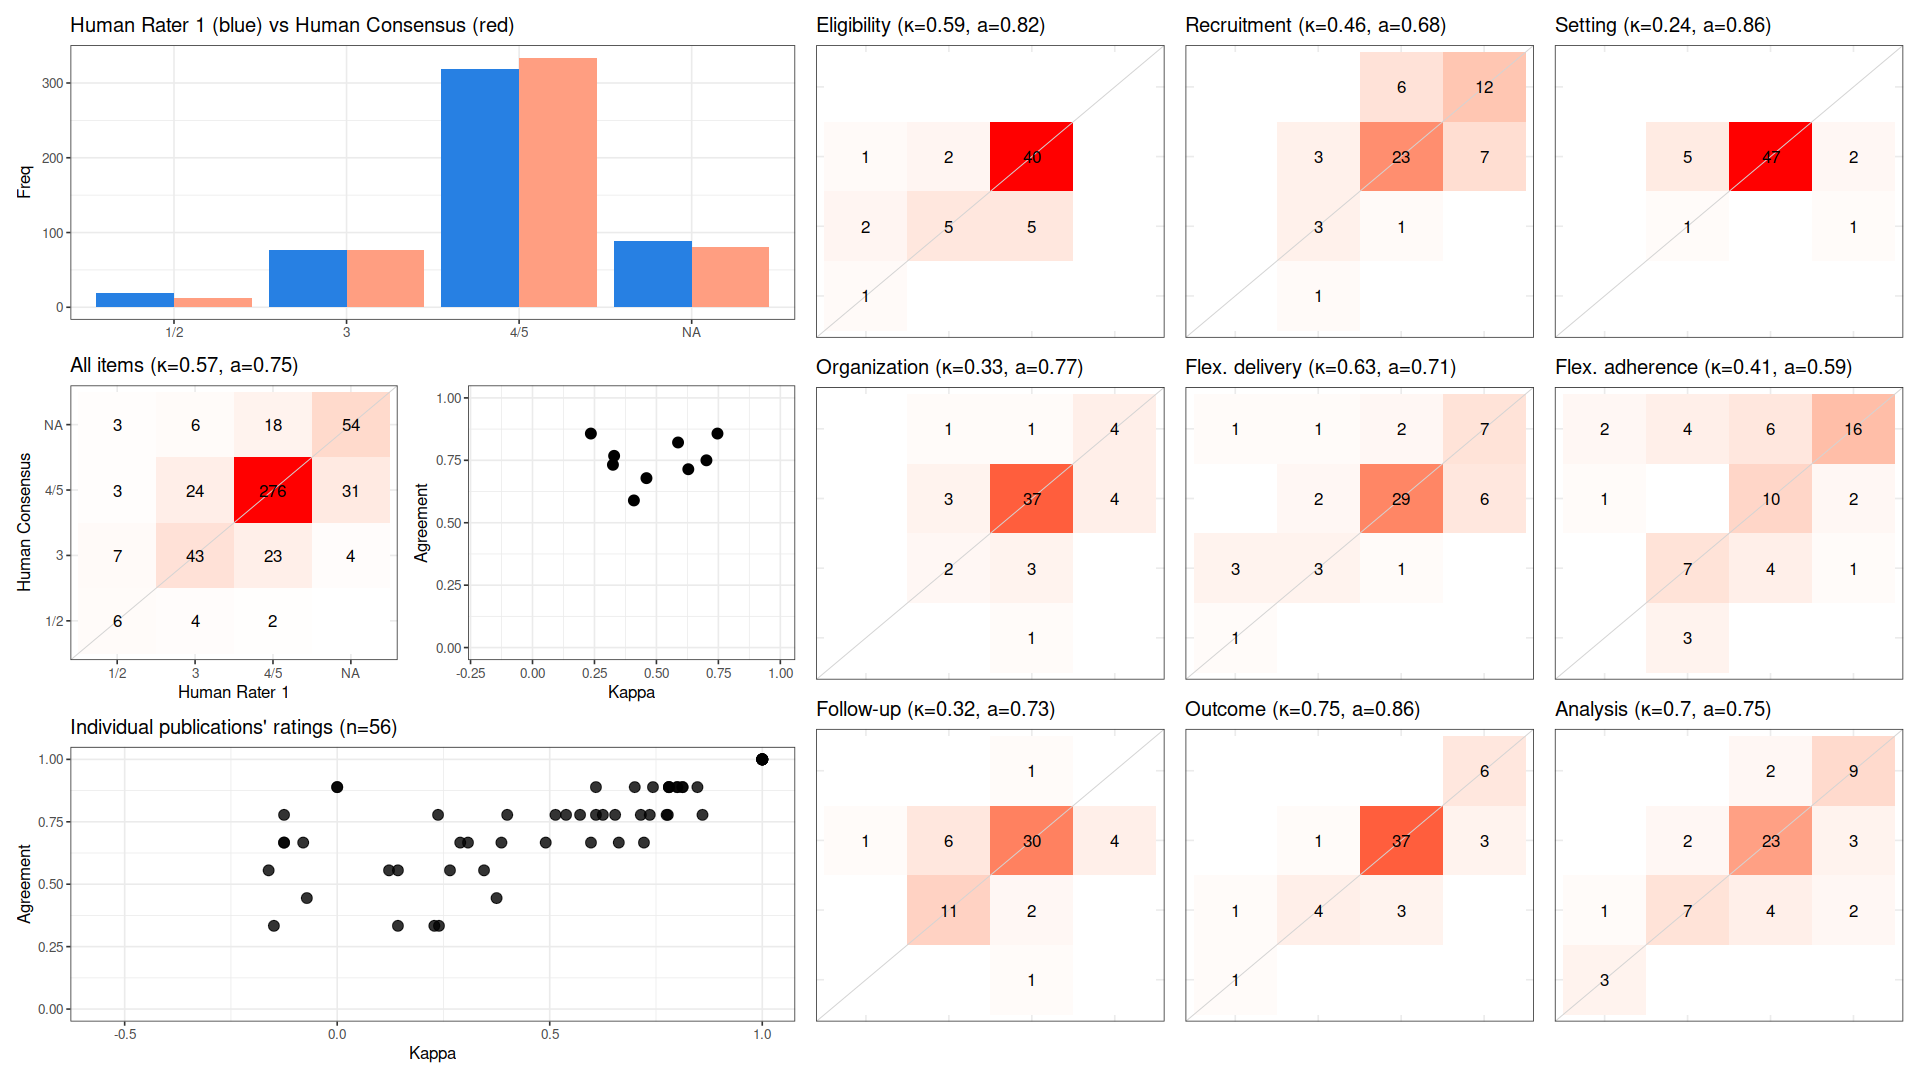 Human Rater 1 (blue) vs Human Consensus (red)
Freq
300
200
100
0
1/2 3 4/5 NA
All items (κ=0.57, a=0.75)
Human Consensus
NA 3 6 18 54
4/5 3 24 276 31
3 7 43 23 4
1/2 6 4 2
1/2 3 4/5 NA
Human Rater 1
Agreement
1.00
0.75
0.50
0.25
0.00
-0.25 0.00 0.25 0.50 0.75 1.00
Kappa
Individual publications' ratings (n=56)
Agreement
1.00
0.75
0.50
0.25
0.00
-0.5 0.0 0.5 1.0
Kappa
Eligibility (κ=0.59, a=0.82)
1 2 40
2 5 5
1
Recruitment (κ=0.46, a=0.68)
6 12
3 23 7
3 1
1
Setting (κ=0.24, a=0.86)
5 47 2
1 1
Organization (κ=0.33, a=0.77)
1 1 4
3 37 4
2 3
1
Flex. delivery (κ=0.63, a=0.71)
1 1 2 7
2 29 6
3 3 1
1
Flex. adherence (κ=0.41, a=0.59)
2 4 6 16
1 10 2
7 4 1
3
Follow-up (κ=0.32, a=0.73)
1
1 6 30 4
11 2
1
Outcome (κ=0.75, a=0.86)
6
1 37 3
1 4 3
1
Analysis (κ=0.7, a=0.75)
2 9
2 23 3
1 7 4 2
3